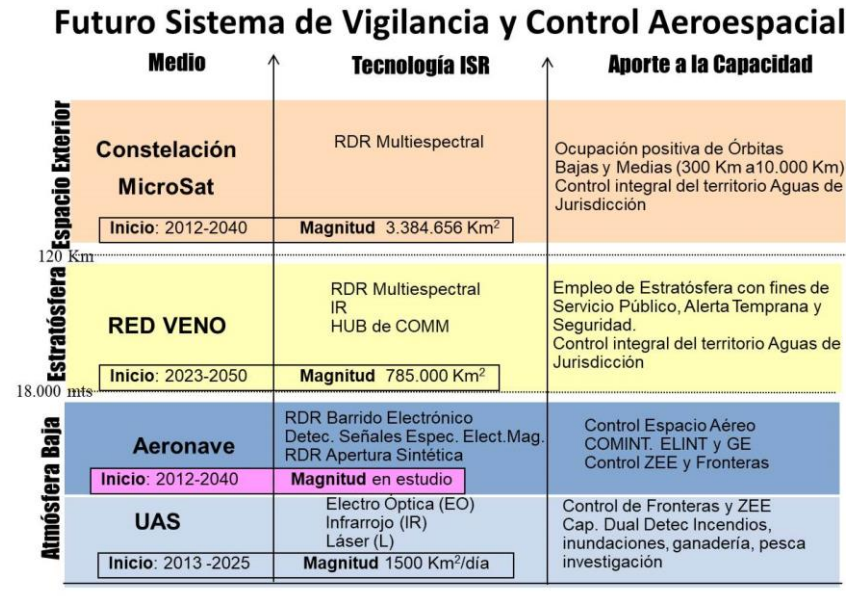 Futuro Sistema de Vigilancia y Control Aeroespacial
Medio
Tecnología ISR
Aporte a la Capacidad
Espacio Exterior
Constelación
MicroSat
RDR Multiespectral
Ocupación positiva de Órbitas
Bajas y Medias (300 Km a10.000 Km)
Control integral del territorio Aguas de
Jurisdicción
Inicio: 2012-2040
Magnitud 3.384.656 Km²
120 Km
Estratósfera
RED VENO
RDR Multiespectral
IR
HUB de COMM
Empleo de Estratósfera con fines de
Servicio Público, Alerta Temprana y
Seguridad.
Control integral del territorio Aguas de
Jurisdicción
Inicio: 2023-2050
Magnitud 785.000 Km²
18.000 mts
Atmósfera Baja
Aeronave
RDR Barrido Electrónico
Detec. Señales Espec. Elect.Mag.
RDR Apertura Sintética
Control Espacio Aéreo
COMINT. ELINT y GE
Control ZEE y Fronteras
Inicio: 2012-2040
Magnitud en estudio
UAS
Electro Óptica (EO)
Infrarrojo (IR)
Láser (L)
Control de Fronteras y ZEE
Cap. Dual Detec Incendios,
inundaciones, ganadería, pesca
investigación
Inicio: 2013 -2025
Magnitud 1500 Km²/día